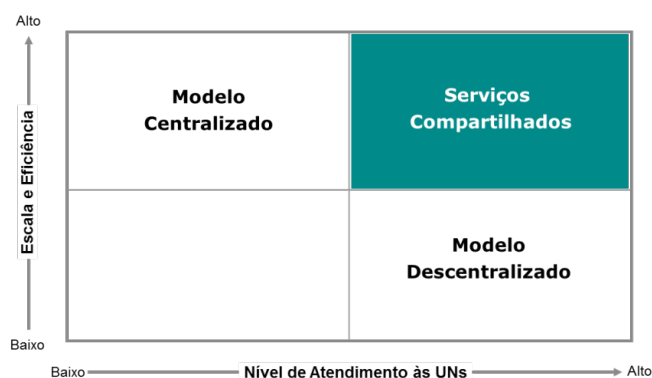 Alto
Modelo
Centralizado
Serviços
Compartilhados
Escala e Eficiência
Modelo
Descentralizado
Baixo
Baixo
Nível de Atendimento às UNs
Alto